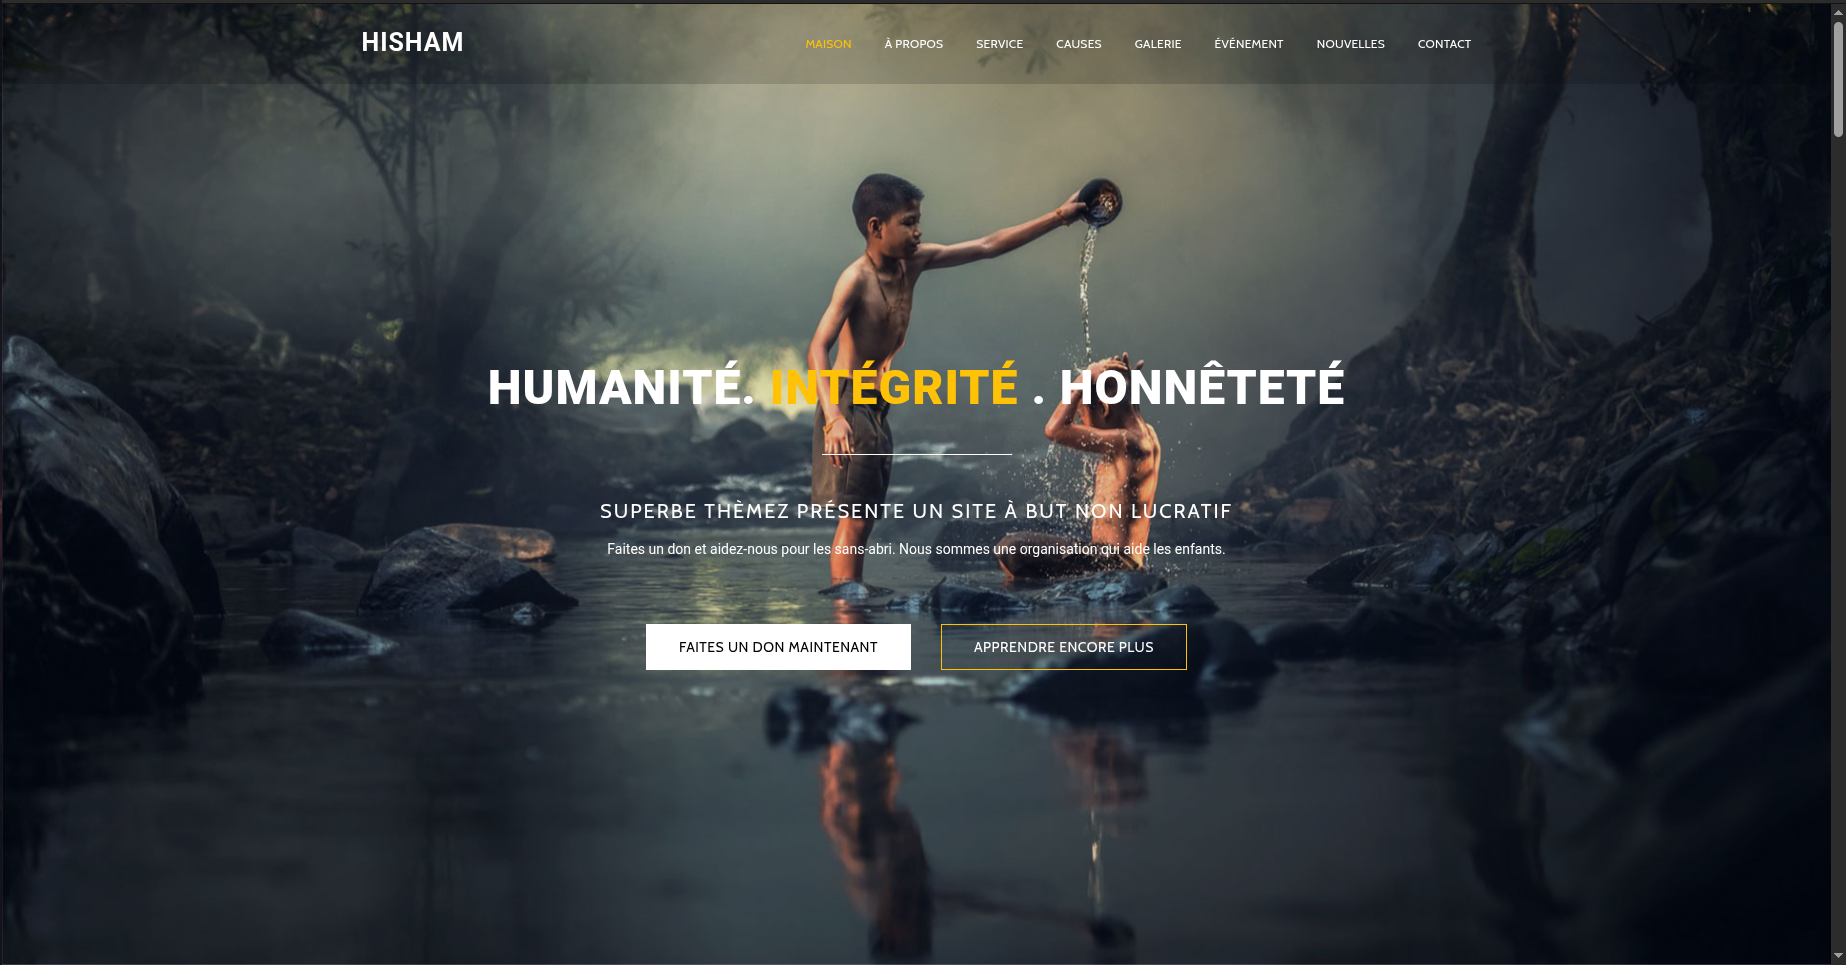 HISHAM
MAISON À PROPOS SERVICE CAUSES GALERIE ÉVÉNEMENT NOUVELLES CONTACT
HUMANITÉ. INTÉGRITÉ . HONNÊTETÉ
SUPERBE THÈMEZ PRÉSENTE UN SITE À BUT NON LUCRATIF
Faites un don et aidez-nous pour les sans-abri. Nous sommes une organisation qui aide les enfants.
FAITES UN DON MAINTENANT APPRENDRE ENCORE PLUS